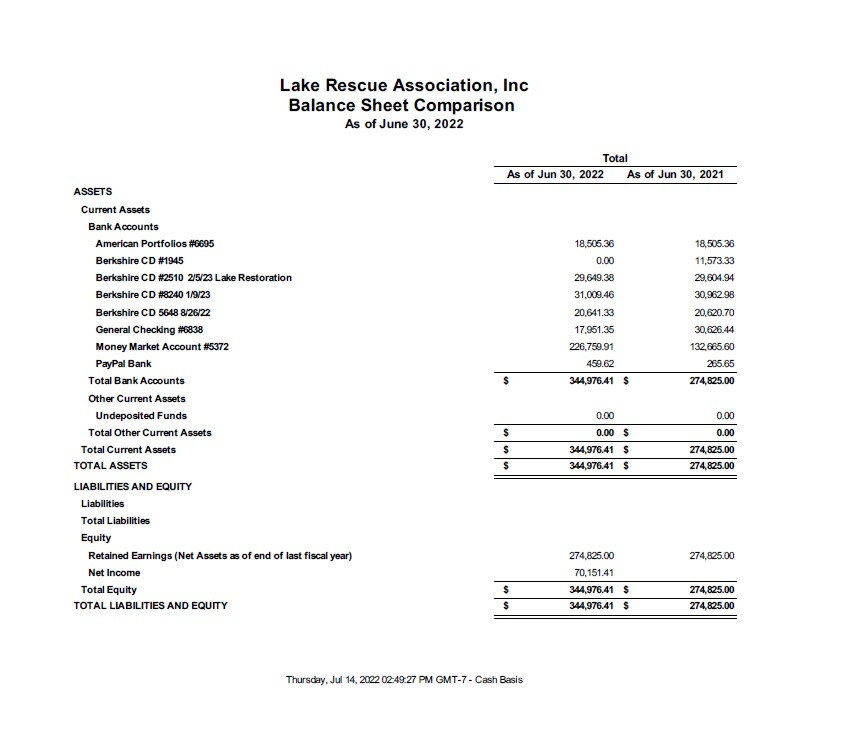 Lake Rescue Association, Inc
Balance Sheet Comparison
As of June 30, 2022
Total
As of Jun 30, 2022 As of Jun 30, 2021
ASSETS
Current Assets
Bank Accounts
American Portfolios #6695 18,505.36 18,505.36
Berkshire CD #1945 0.00 11,573.33
Berkshire CD #2510 2/5/23 Lake Restoration 29,649.38 29,604.94
Berkshire CD #8240 1/9/23 31,009.46 30,962.98
Berkshire CD 5648 8/26/22 20,641.33 20,620.70
General Checking #6838 17,951.35 30,626.44
Money Market Account #5372 226,759.91 132,665.60
PayPal Bank 459.62 265.65
Total Bank Accounts $ 344,976.41 $ 274,825.00
Other Current Assets
Undeposited Funds 0.00 0.00
Total Other Current Assets $ 0.00 $ 0.00
Total Current Assets $ 344,976.41 $ 274,825.00
TOTAL ASSETS $ 344,976.41 $ 274,825.00
LIABILITIES AND EQUITY
Liabilities
Total Liabilities
Equity
Retained Earnings (Net Assets as of end of last fiscal year) 274,825.00 274,825.00
Net Income 70,151.41
Total Equity $ 344,976.41 $ 274,825.00
TOTAL LIABILITIES AND EQUITY $ 344,976.41 $ 274,825.00
Thursday, Jul 14, 2022 02:49:27 PM GMT-7 - Cash Basis